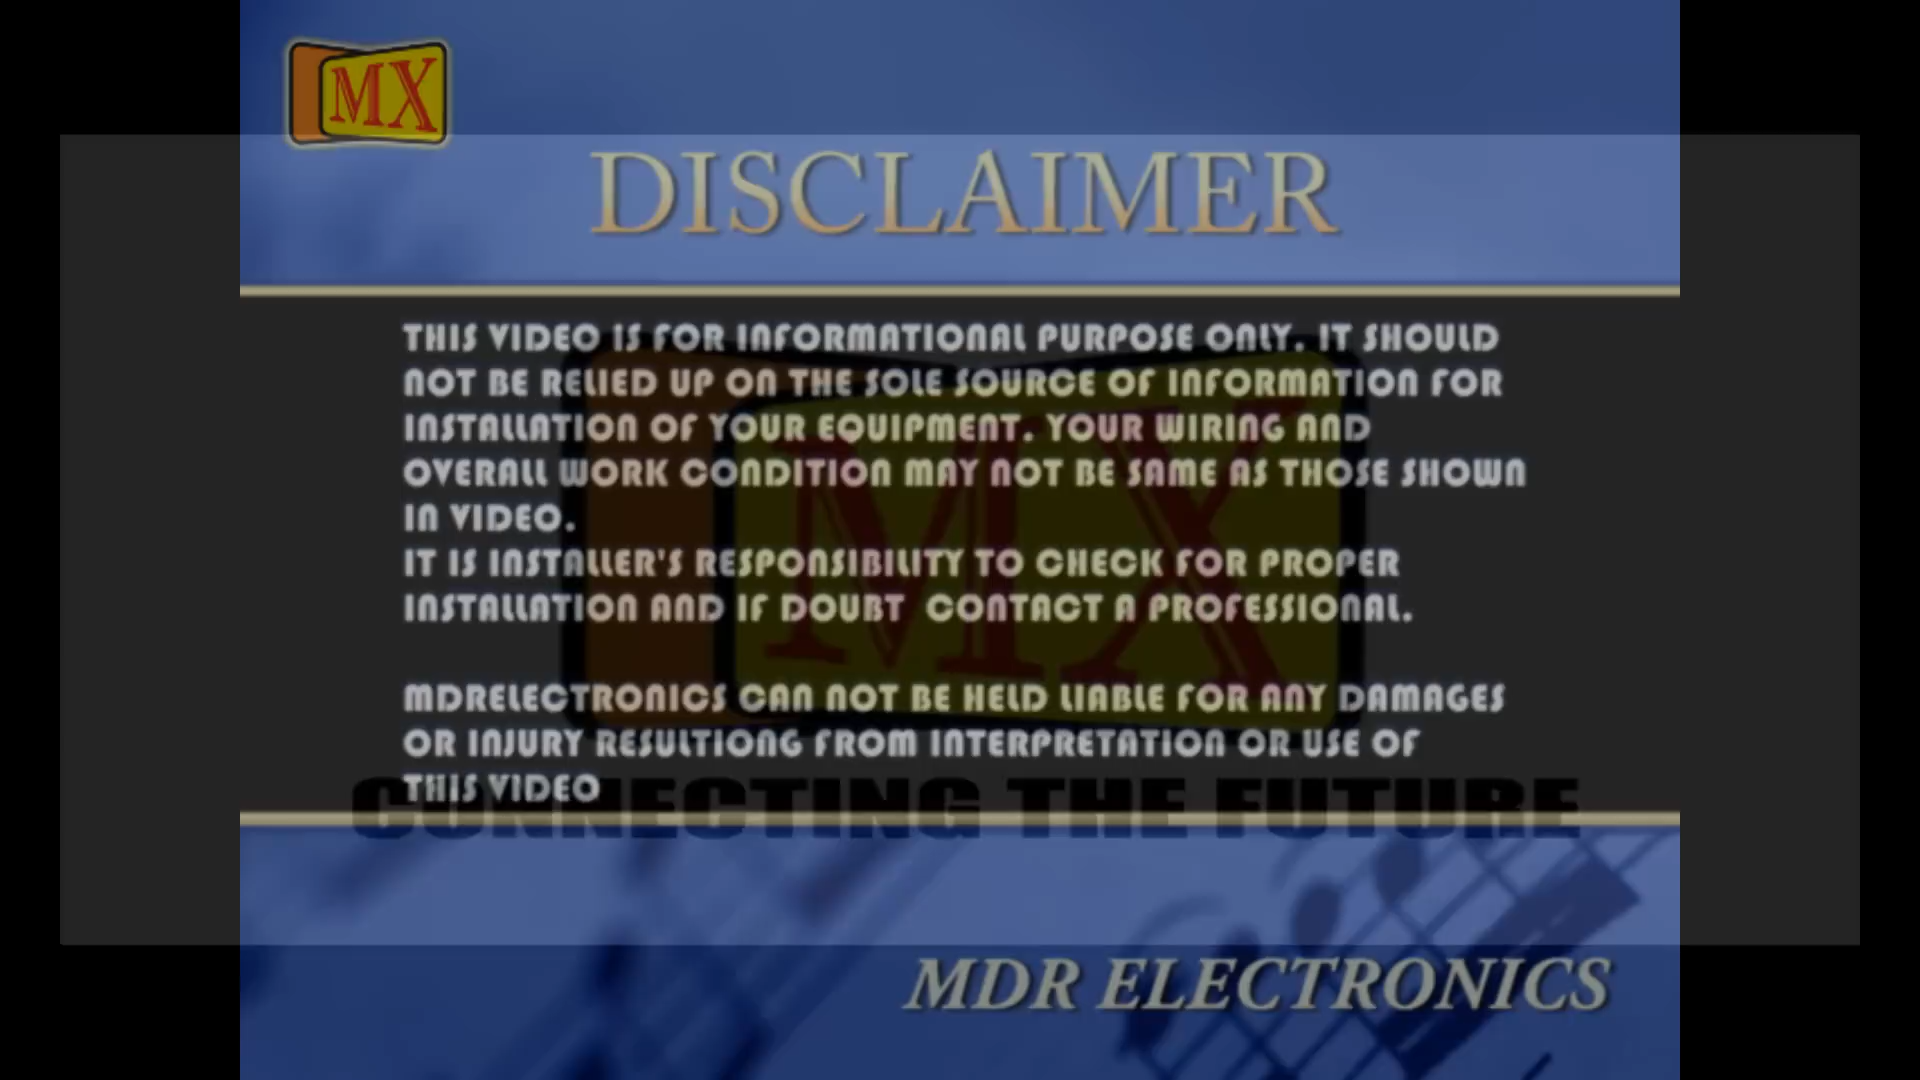 MX
DISCLAIMER
THIS VIDEO IS FOR INFORMATIONAL PURPOSE ONLY. IT SHOULD
NOT BE RELIED UP ON THE SOLE SOURCE OF INFORMATION FOR
INSTALLATION OF YOUR EQUIPMENT. YOUR WIRING AND
OVERALL WORK CONDITION MAY NOT BE SAME AS THOSE SHOWN
IN VIDEO.
IT IS INSTALLER'S RESPONSIBILITY TO CHECK FOR PROPER
INSTALLATION AND IF DOUBT CONTACT A PROFESSIONAL.
MX
MDRELECTRONICS CAN NOT BE HELD LIABLE FOR ANY DAMAGES
OR INJURY RESULTIONG FROM INTERPRETATION OR USE OF
THIS VIDEO
CONNECTING THE FUTURE
MDR ELECTRONICS